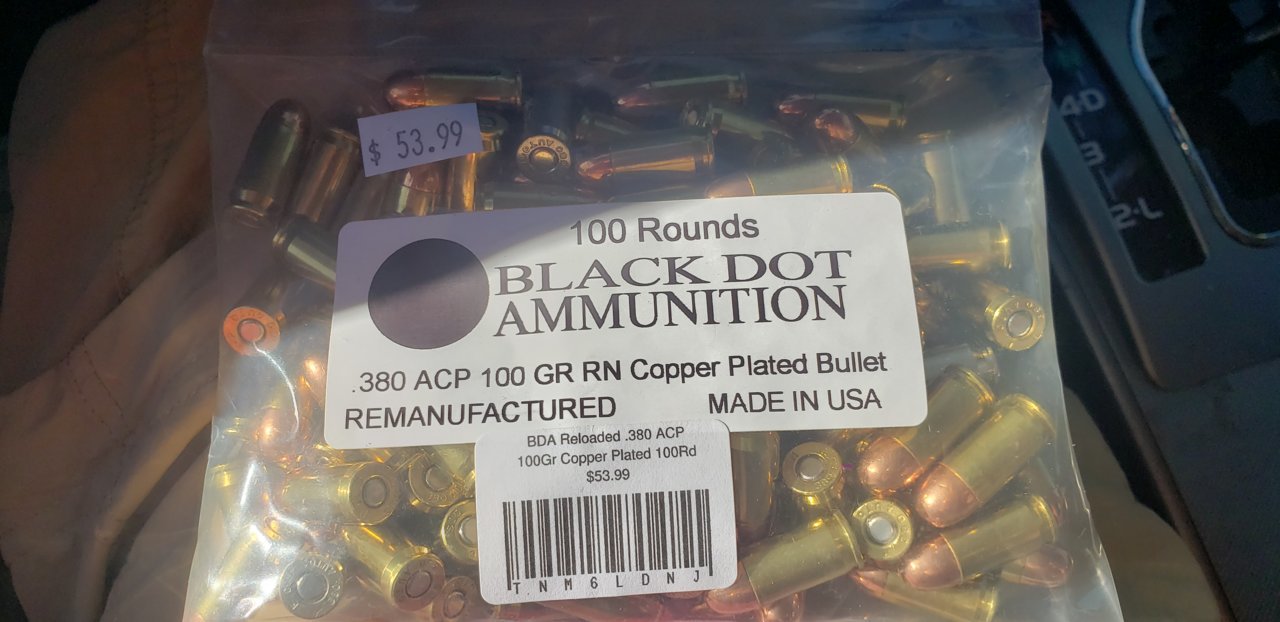 $ 53.99
100 Rounds
BLACK DOT
AMMUNITION
.380 ACP 100 GR RN Copper Plated Bullet
REMANUFACTURED MADE IN USA
BDA Reloaded .380 ACP
100Gr Copper Plated 100Rd
$53.99
TNM6LDNJ
4D
3
2-L